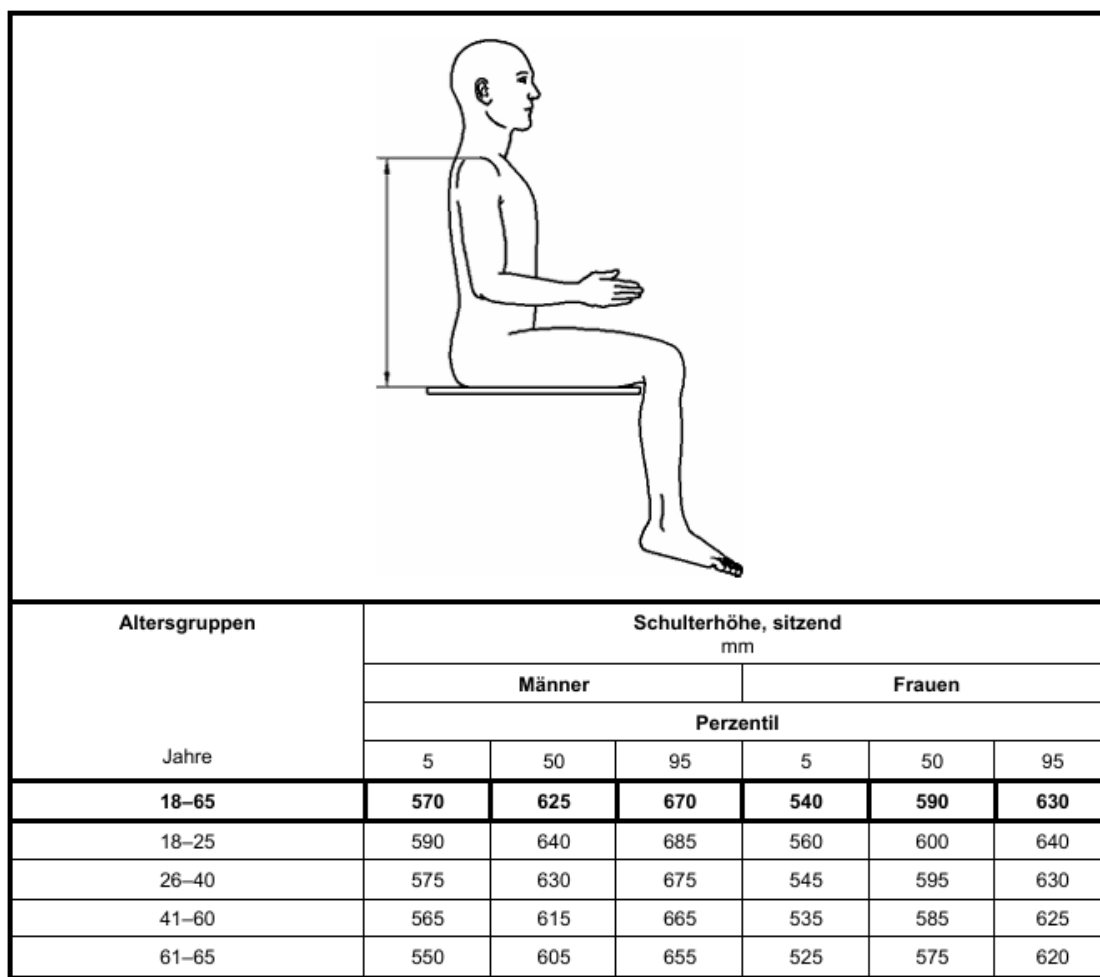 Altersgruppen
Schulterhöhe, sitzend
mm
Männer Frauen
Perzentil
Jahre 5 50 95 5 50 95
18–65 570 625 670 540 590 630
18–25 590 640 685 560 600 640
26–40 575 630 675 545 595 630
41–60 565 615 665 535 585 625
61–65 550 605 655 525 575 620